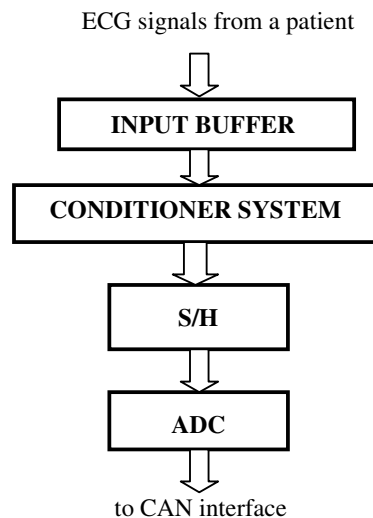 ECG signals from a patient
INPUT BUFFER
CONDITIONER SYSTEM
S/H
ADC
to CAN interface